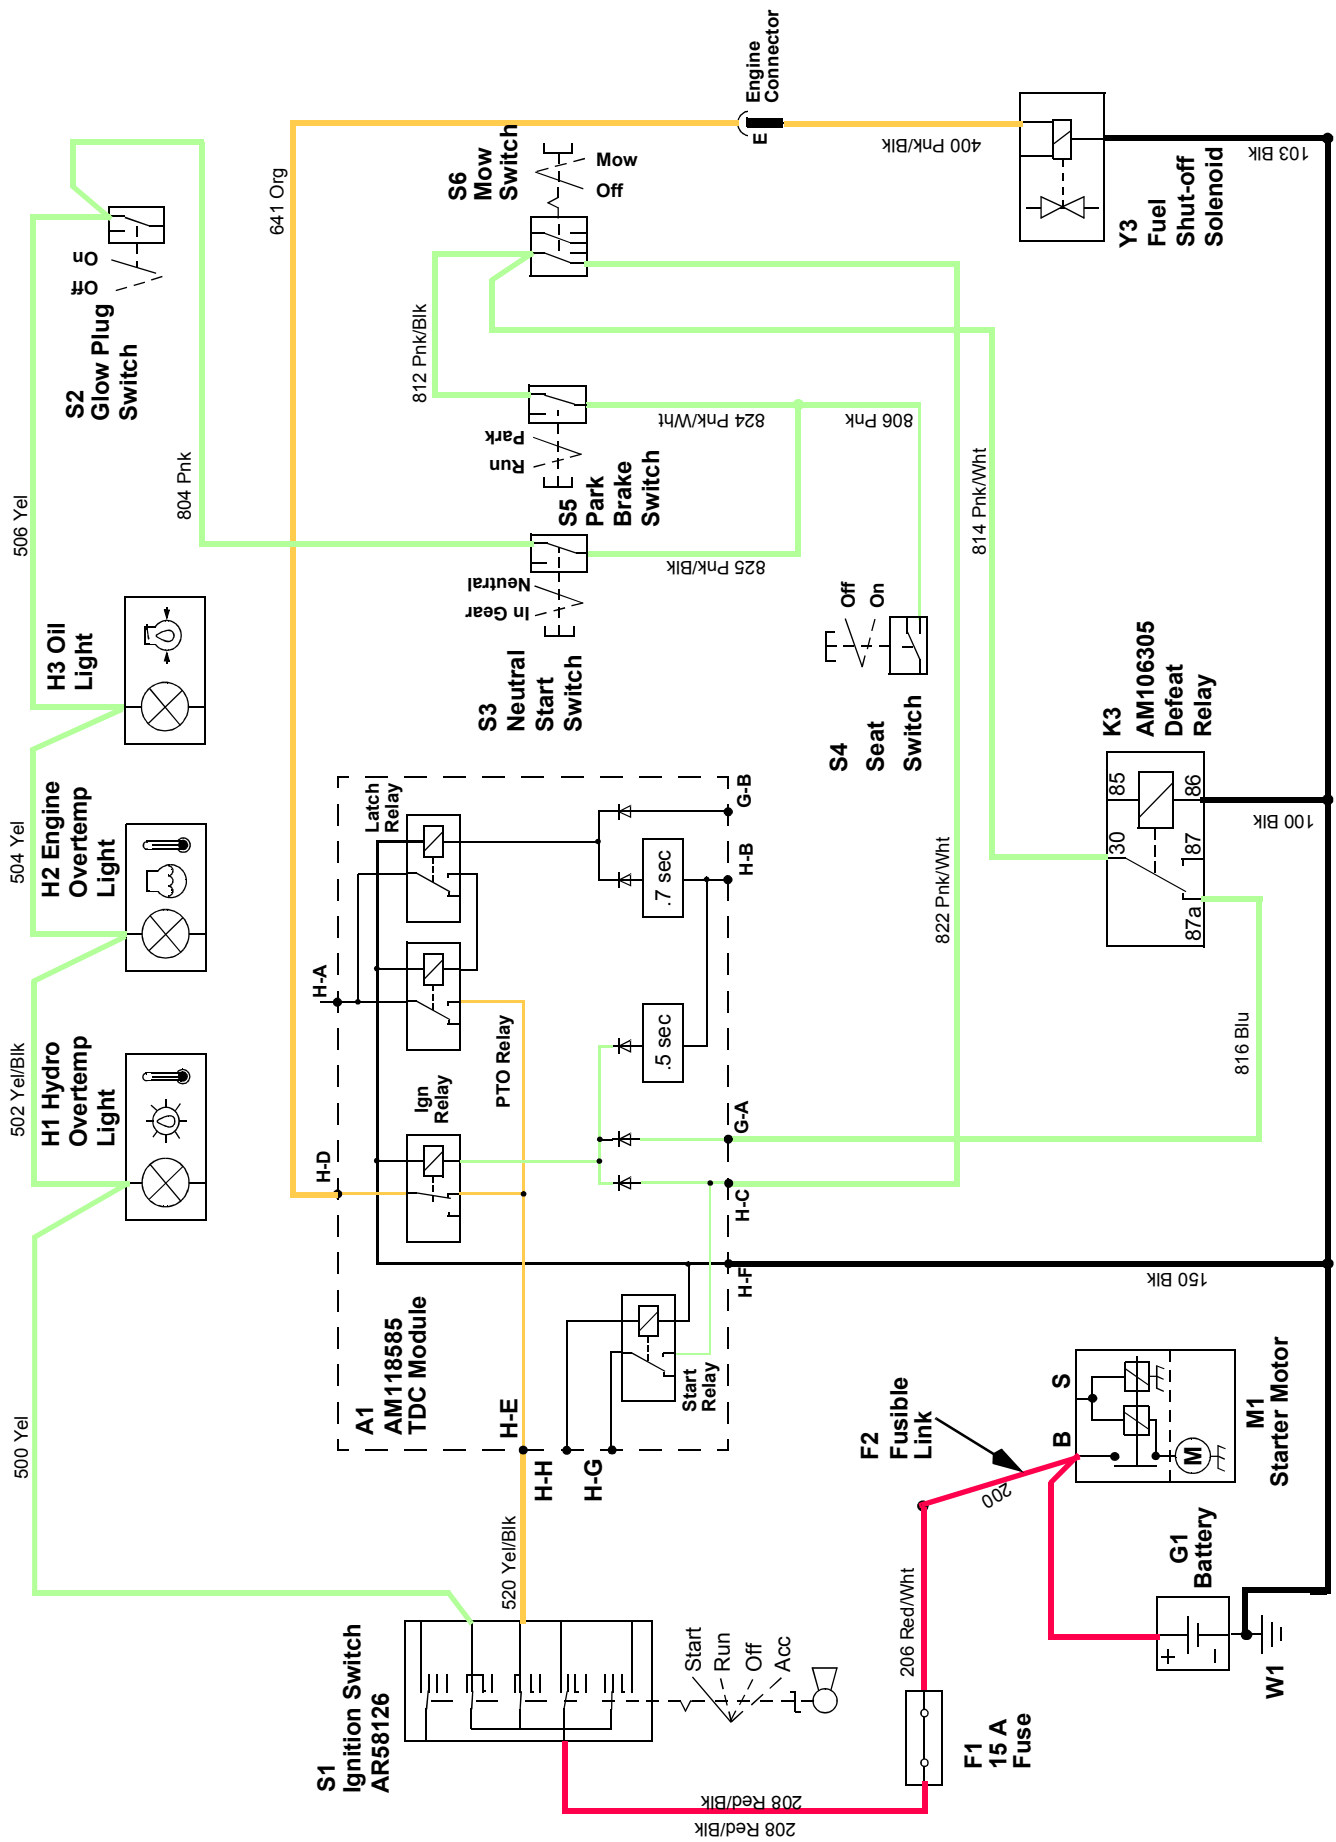 Engine
Connector
E
S6
Mow
Switch
Mow
Off
641 Org
400 Pnk/Blk
103 Blk
Y3
Fuel
Shut-off
Solenoid
On
Off
S2
Glow Plug
Switch
506 Yel
804 Pnk
812 Pnk/Blk
Park
Run
824 Pnk/Wht
806 Pnk
S5
Park
Brake
Switch
814 Pnk/Wht
Neutral
In Gear
825 Pnk/Blk
S3
Neutral
Start
Switch
Off
On
S4
Seat
Switch
H3 Oil
Light
504 Yel
H2 Engine
Overtemp
Light
502 Yel/Blk
H1 Hydro
Overtemp
Light
500 Yel
K3
AM106305
Defeat
Relay
85
86
30
87
87a
100 Blk
822 Pnk/Wht
816 Blu
Latch
Relay
G-B
H-B
.7 sec
H-A
PTO Relay
.5 sec
Ign
Relay
H-D
G-A
H-C
H-F
150 Blk
A1
AM118585
TDC Module
Start
Relay
H-E
H-H
H-G
520 Yel/Blk
F2
Fusible
Link
200
S
B
M
M1
Starter Motor
G1
Battery
+
-
W1
206 Red/Wht
F1
15 A
Fuse
S1
Ignition Switch
AR58126
Start
Run
Off
Acc
208 Red/Blk
208 Red/Blk